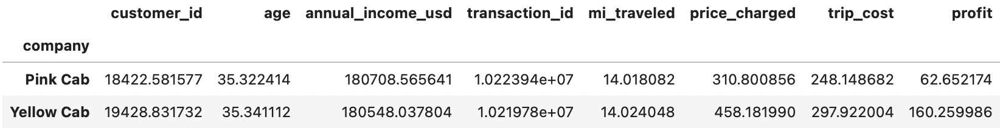 customer_id age annual_income_usd transaction_id mi_traveled price_charged trip_cost profit
company
Pink Cab 18422.581577 35.322414 180708.565641 1.022394e+07 14.018082 310.800856 248.148682 62.652174
Yellow Cab 19428.831732 35.341112 180548.037804 1.021978e+07 14.024048 458.181990 297.922004 160.259986